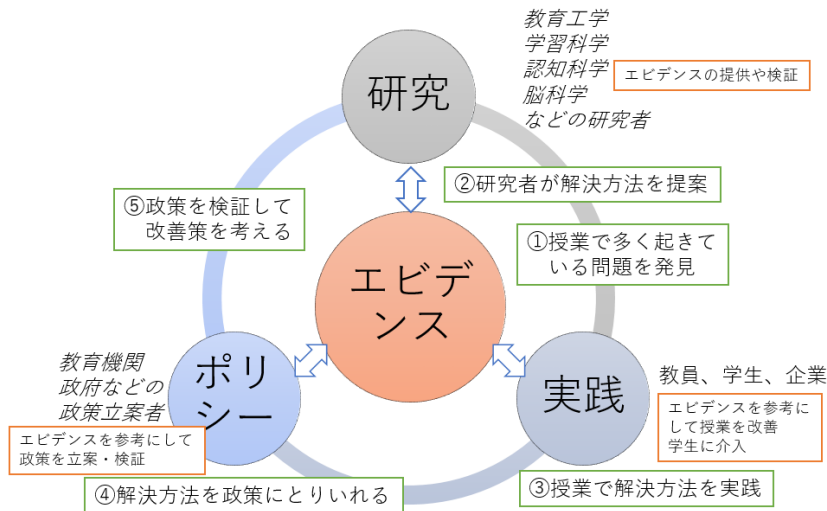 教育工学
学習科学
認知科学
脳科学
などの研究者
エビデンスの提供や検証
研究
②研究者が解決方法を提案
⑤政策を検証して
改善策を考える
①授業で多く起きて
いる問題を発見
エビデ
ンス
教育機関
政府などの
政策立案者
ポリ
シー
エビデンスを参考にして
政策を立案・検証
実践
教員、学生、企業
エビデンスを参考に
して授業を改善
学生に介入
④解決方法を政策にとりいれる
③授業で解決方法を実践